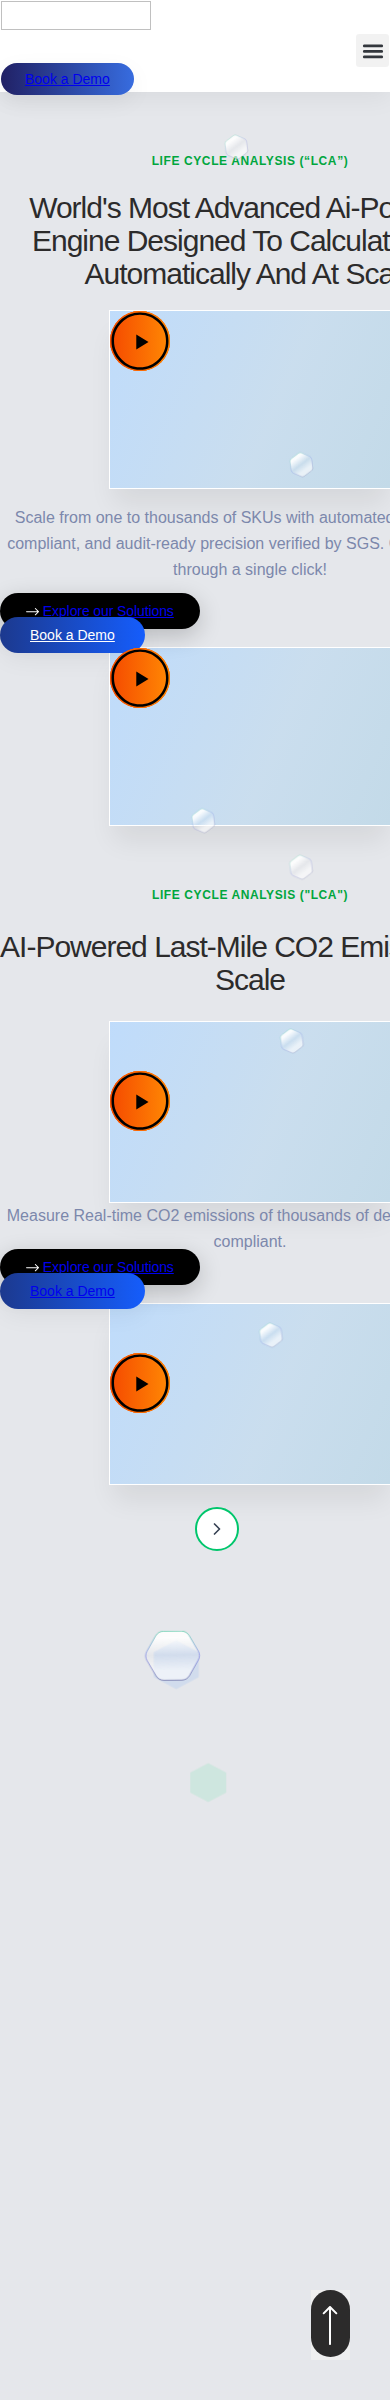 Book a Demo
LIFE CYCLE ANALYSIS (“LCA”)
World's Most Advanced Ai-Po
Engine Designed To Calculat
Automatically And At Sca
Scale from one to thousands of SKUs with automated
compliant, and audit-ready precision verified by SGS.
through a single click!
Explore our Solutions
Book a Demo
LIFE CYCLE ANALYSIS ("LCA")
AI-Powered Last-Mile CO2 Emis
Scale
Measure Real-time CO2 emissions of thousands of de
compliant.
Explore our Solutions
Book a Demo